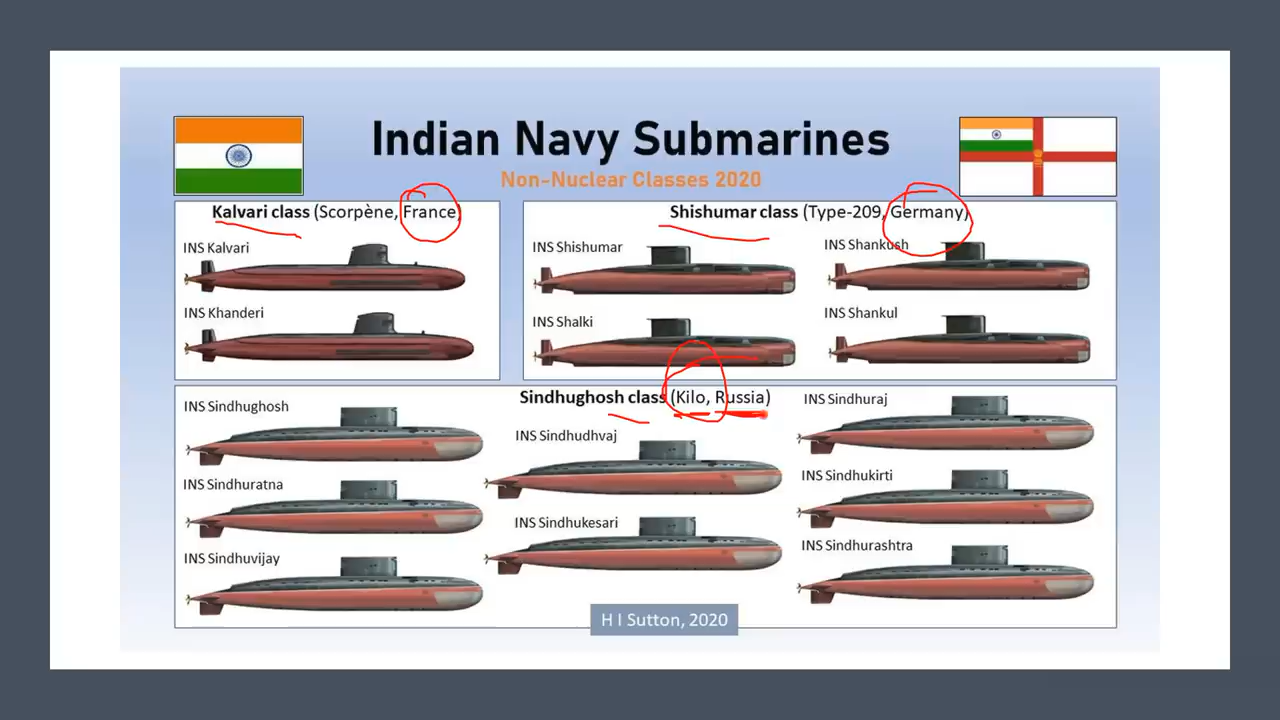 Indian Navy Submarines
Non-Nuclear Classes 2020
Kalvari class (Scorpène, France)
INS Kalvari
INS Khanderi
Shishumar class (Type-209, Germany)
INS Shishumar
INS Shankush
INS Shalki
INS Shankul
Sindhughosh class (Kilo, Russia)
INS Sindhughosh
INS Sindhuratna
INS Sindhuvijay
INS Sindhudhvaj
INS Sindhukesari
INS Sindhuraj
INS Sindhukirti
INS Sindhurashtra
H I Sutton, 2020